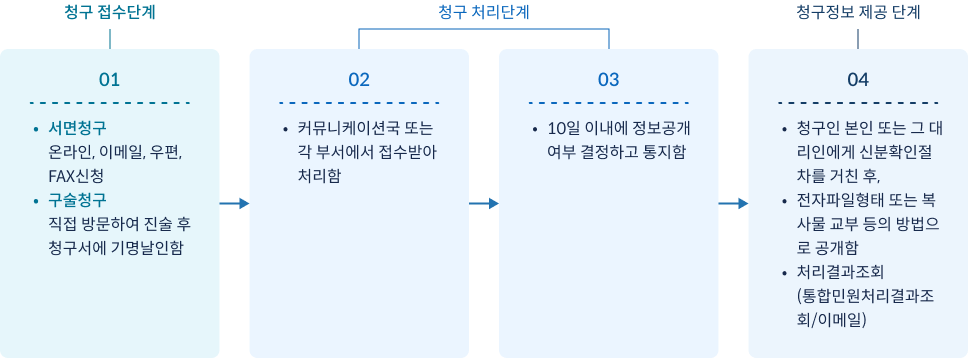 청구 접수단계
청구 처리단계
청구정보 제공 단계
01
• 서면청구
온라인, 이메일, 우편,
FAX신청
• 구술청구
직접 방문하여 진술 후
청구서에 기명날인함
02
• 커뮤니케이션국 또는
각 부서에서 접수받아
처리함
03
• 10일 이내에 정보공개
여부 결정하고 통지함
04
• 청구인 본인 또는 그 대
리인에게 신분확인절
차를 거친 후,
• 전자파일형태 또는 복
사물 교부 등의 방법으
로 공개함
• 처리결과조회
(통합민원처리결과조
회/이메일)